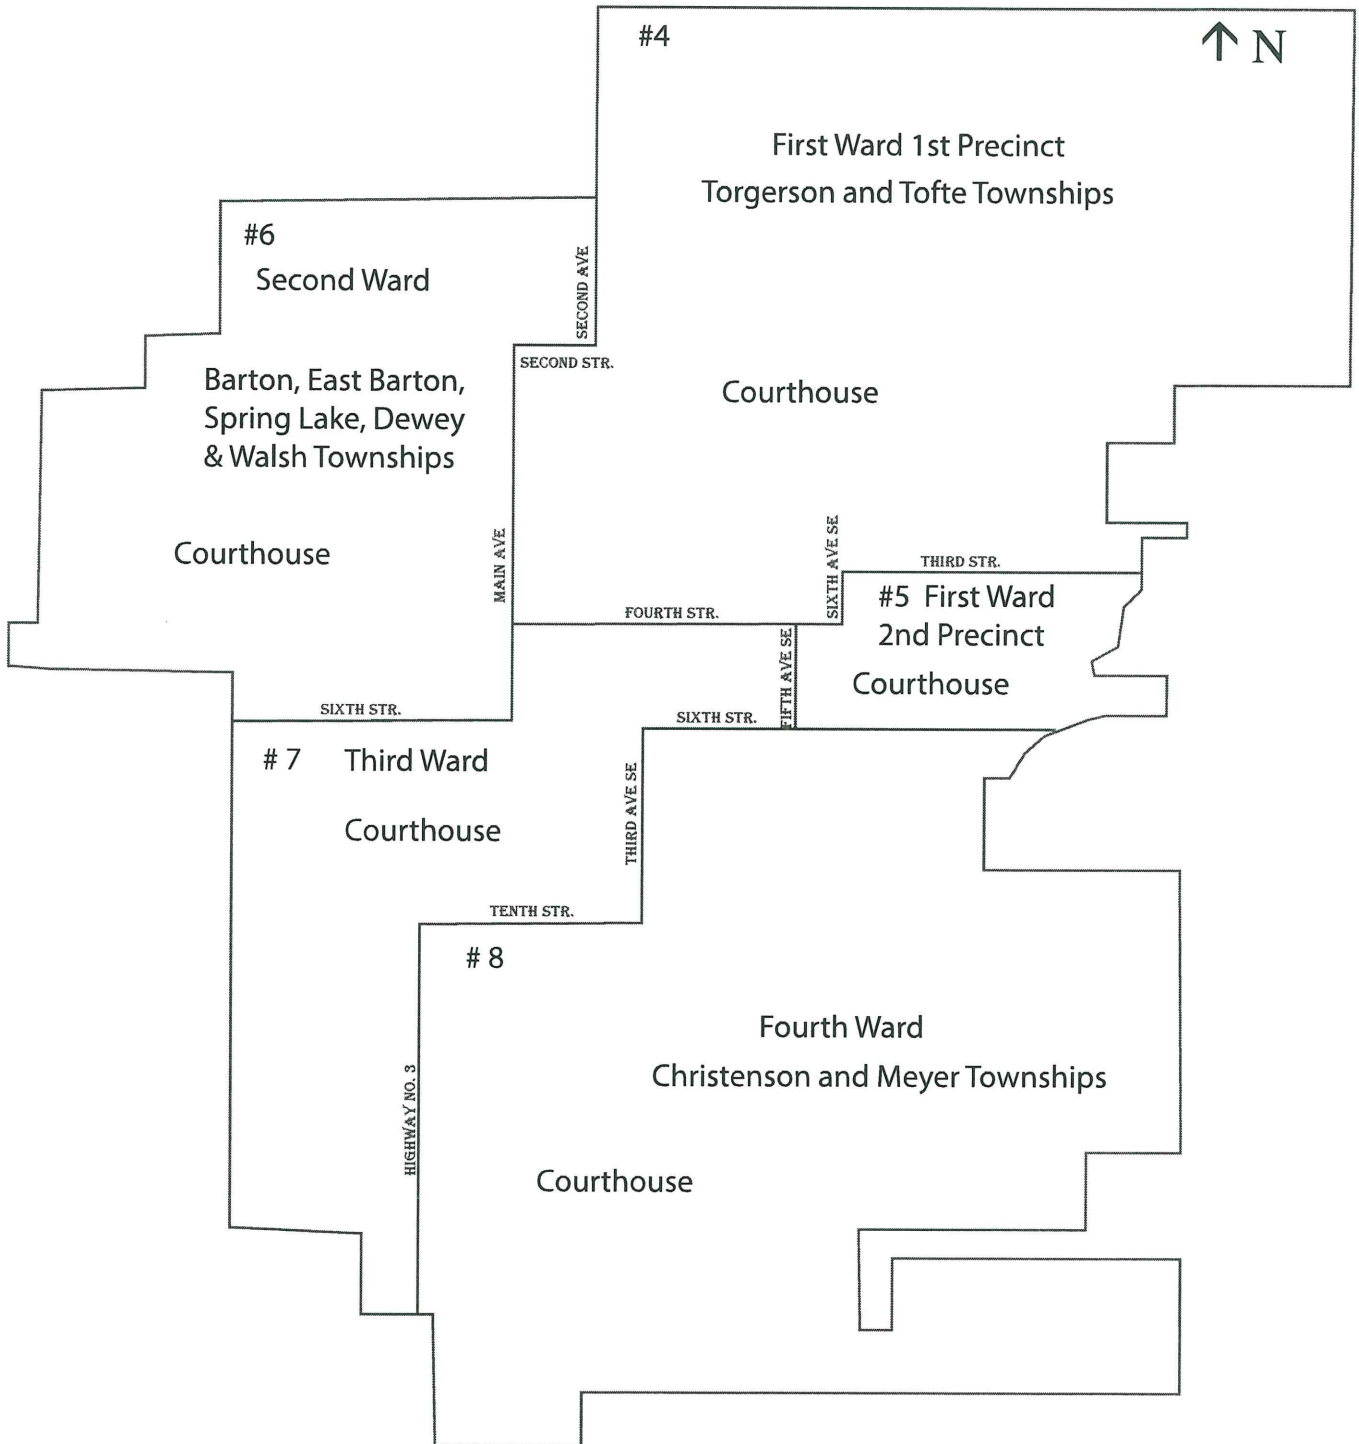 #4
N
First Ward 1st Precinct
Torgerson and Tofte Townships
#6
Second Ward
SECOND AVE
SECOND STR.
Barton, East Barton,
Spring Lake, Dewey
& Walsh Townships
Courthouse
Courthouse
MAIN AVE
SIXTH AVE SE
THIRD STR.
#5 First Ward
2nd Precinct
Courthouse
FOURTH STR.
FIFTH AVE SE
SIXTH STR.
SIXTH STR.
# 7 Third Ward
Courthouse
THIRD AVE SE
TENTH STR.
# 8
Fourth Ward
Christenson and Meyer Townships
HIGHWAY NO. 3
Courthouse